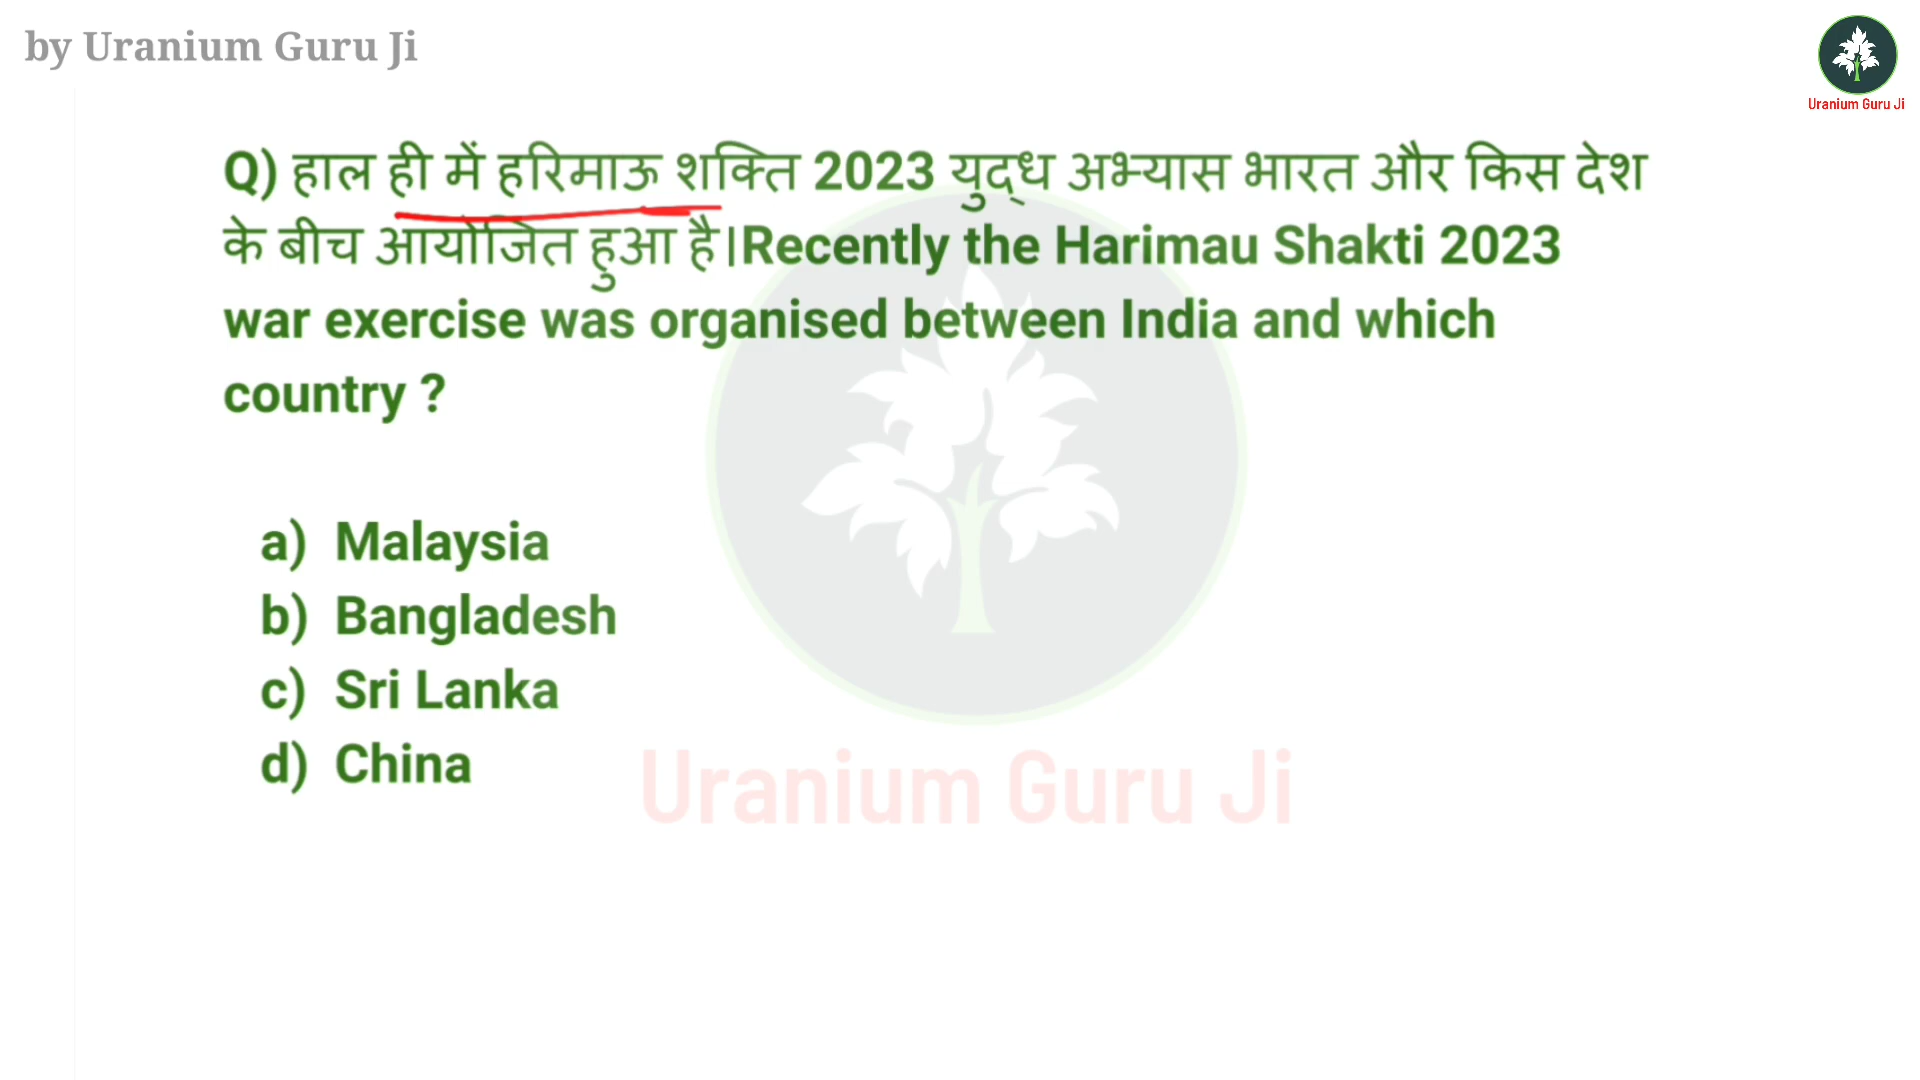 by Uranium Guru Ji
Uranium Guru Ji
Q) हाल ही में हरिमाऊ शक्ति 2023 युद्ध अभ्यास भारत और किस देश
के बीच आयोजित हुआ है।Recently the Harimau Shakti 2023
war exercise was organised between India and which
country ?
a) Malaysia
b) Bangladesh
c) Sri Lanka
d) China
Uranium Guru Ji